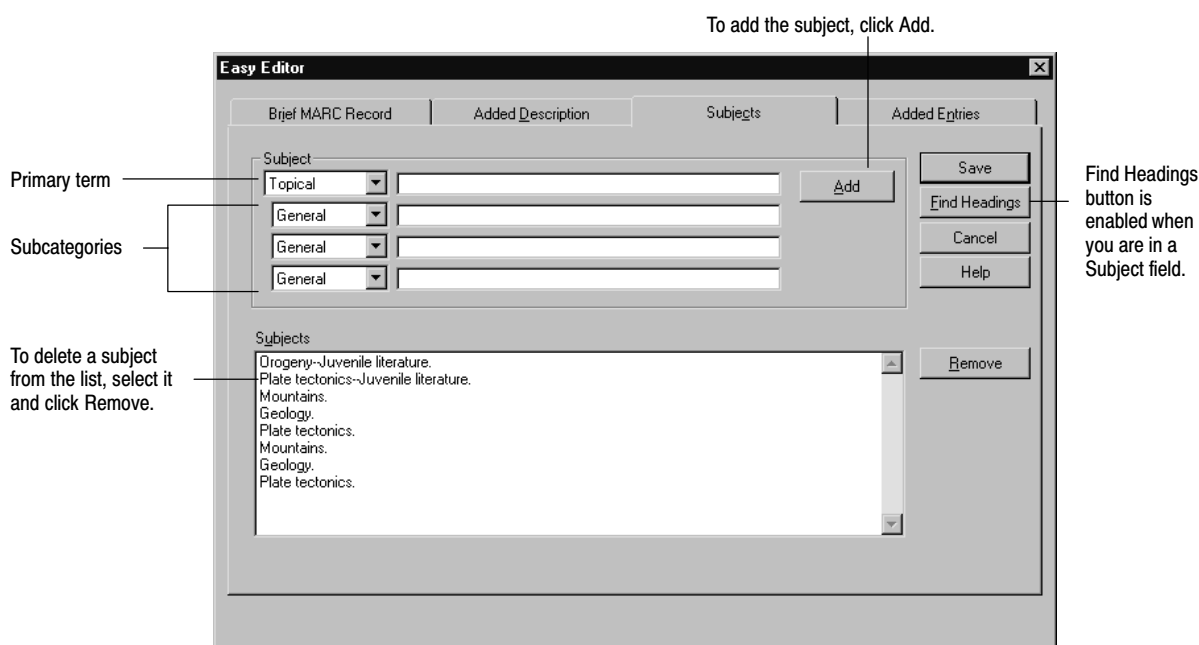 To add the subject, click Add.
Easy Editor
Brief MARC Record
Added Description
Subjects
Added Entries
Subject
Primary term
Topical
Add
Save
Subcategories
General
General
General
Find Headings
Cancel
Help
Find Headings
button is
enabled when
you are in a
Subject field.
Subjects
To delete a subject
from the list, select it
and click Remove.
Orogeny--Juvenile literature.
Plate tectonics--Juvenile literature.
Mountains.
Geology.
Plate tectonics.
Mountains.
Geology.
Plate tectonics.
Remove